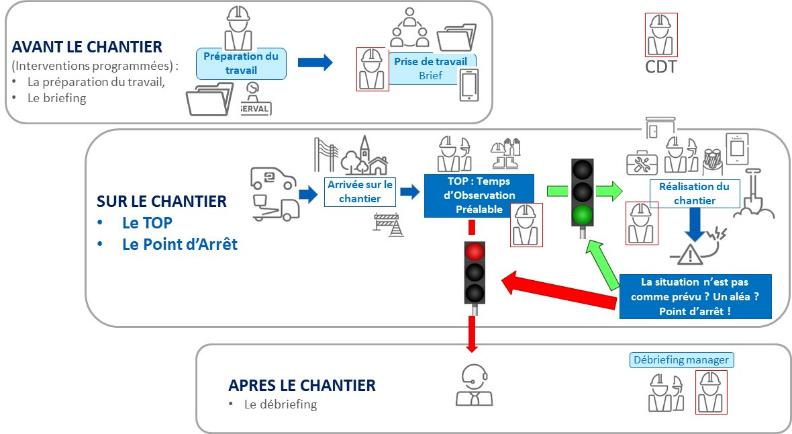 AVANT LE CHANTIER
(Interventions programmées) :
• La préparation du travail,
• Le briefing
Préparation du
travail
SERVAL
Prise de travail
Brief
CDT
SUR LE CHANTIER
• Le TOP
• Le Point d'Arrêt
Arrivée sur le
chantier
TOP : Temps
d'Observation
Préalable
Réalisation du
chantier
La situation n'est pas
comme prévu ? Un aléa ?
Point d'arrêt !
APRES LE CHANTIER
• Le débriefing
Débriefing manager